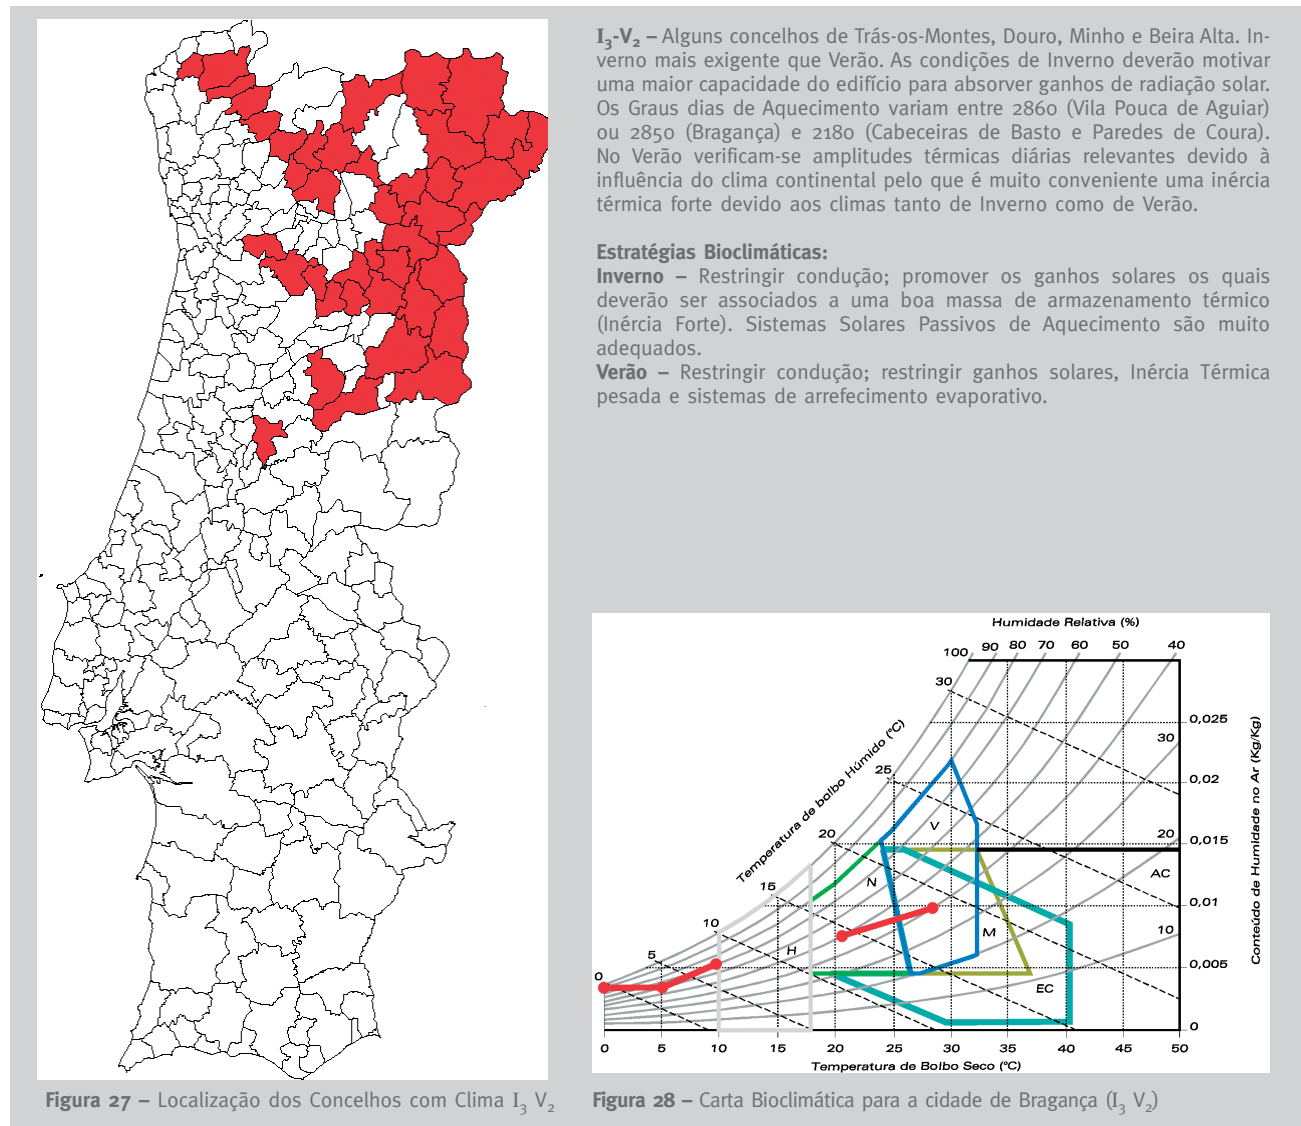 I3-V2 – Alguns concelhos de Trás-os-Montes, Douro, Minho e Beira Alta. In-
verno mais exigente que Verão. As condições de Inverno deverão motivar
uma maior capacidade do edifício para absorver ganhos de radiação solar.
Os Graus dias de Aquecimento variam entre 2860 (Vila Pouca de Aguiar)
ou 2850 (Bragança) e 2180 (Cabeceiras de Basto e Paredes de Coura).
No Verão verificam-se amplitudes térmicas diárias relevantes devido à
influência do clima continental pelo que é muito conveniente uma inércia
térmica forte devido aos climas tanto de Inverno como de Verão.
Estratégias Bioclimáticas:
Inverno – Restringir condução; promover os ganhos solares os quais
deverão ser associados a uma boa massa de armazenamento térmico
(Inércia Forte). Sistemas Solares Passivos de Aquecimento são muito
adequados.
Verão – Restringir condução; restringir ganhos solares, Inércia Térmica
pesada e sistemas de arrefecimento evaporativo.
Humidade Relativa (%)
100 90 80 70 60 50 40
30
20
10
Temperatura de bolbo Húmido (ºC)
0
5
10
15
20
25
30
V
N
H
M
EC
AC
0,025
0,02
0,015
0,01
0,005
0
Conteúdo de Humidade no Ar (Kg/Kg)
0 5 10 15 20 25 30 35 40 45 50
Temperatura de Bolbo Seco (ºC)
Figura 27 – Localização dos Concelhos com Clima I3 V2
Figura 28 – Carta Bioclimática para a cidade de Bragança (I3 V2)